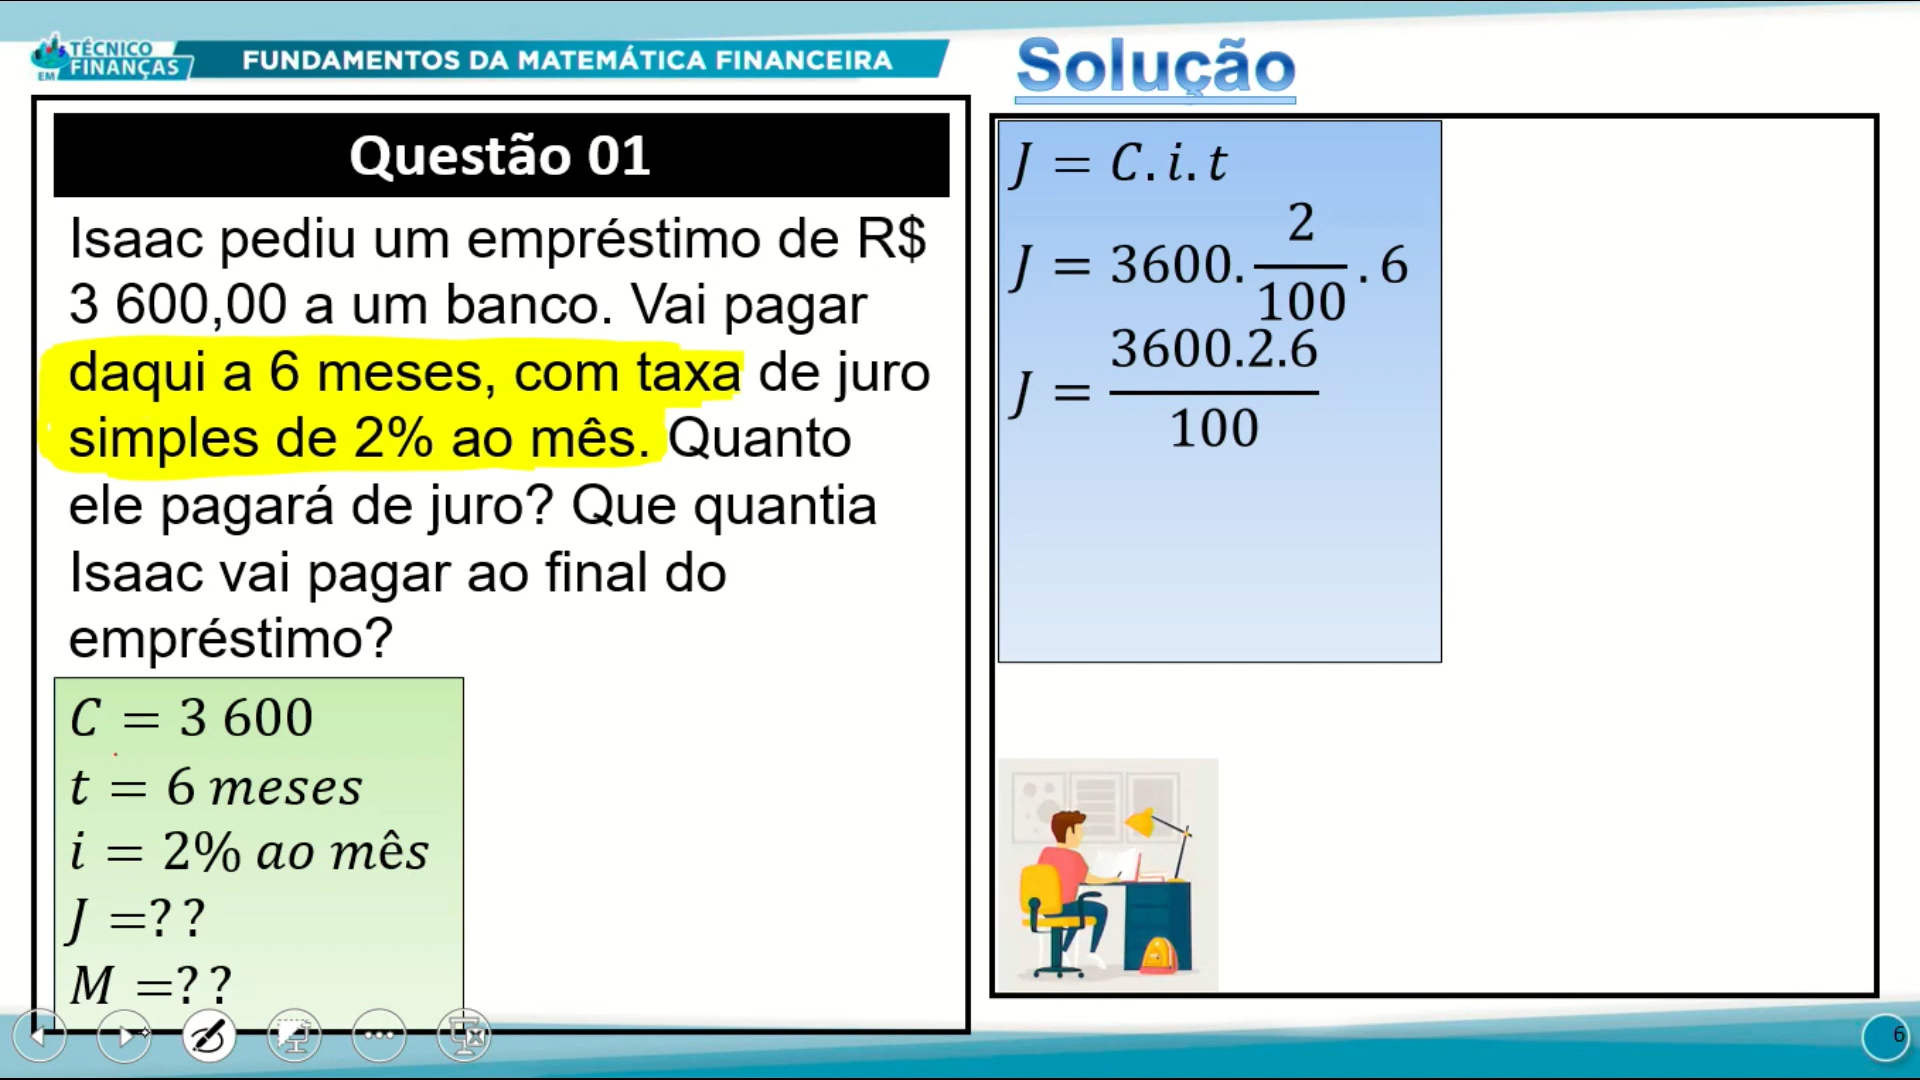 TÉCNICO
EM FINANÇAS
FUNDAMENTOS DA MATEMÁTICA FINANCEIRA
Solução
Questão 01
Isaac pediu um empréstimo de R$
3 600,00 a um banco. Vai pagar
daqui a 6 meses, com taxa de juro
simples de 2% ao mês. Quanto
ele pagará de juro? Que quantia
Isaac vai pagar ao final do
empréstimo?
C = 3 600
t = 6 meses
i = 2% ao mês
J =??
M =??
J = C.i.t
J = 3600.2/100.6
J = 3600.2.6/100
6